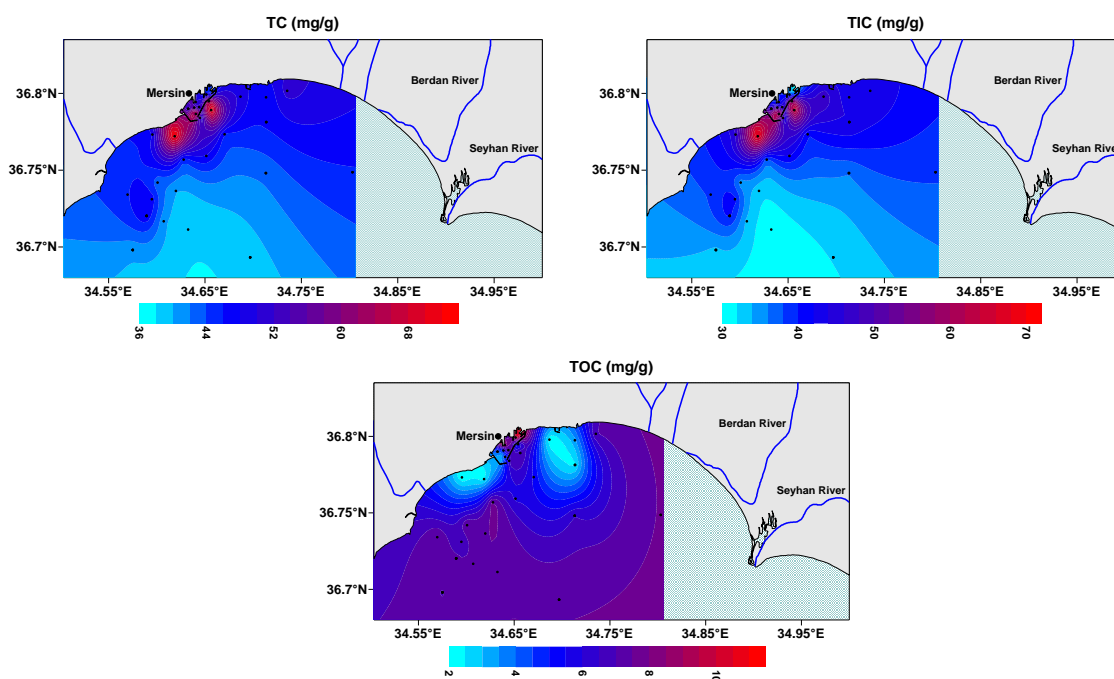 TC (mg/g)
36.8°N
36.75°N
36.7°N
Mersin
Berdan River
Seyhan River
34.55°E 34.65°E 34.75°E 34.85°E 34.95°E
36 44 52 60 68
TIC (mg/g)
36.8°N
36.75°N
36.7°N
Mersin
Berdan River
Seyhan River
34.55°E 34.65°E 34.75°E 34.85°E 34.95°E
30 40 50 60 70
TOC (mg/g)
36.8°N
36.75°N
36.7°N
Mersin
Berdan River
Seyhan River
34.55°E 34.65°E 34.75°E 34.85°E 34.95°E
2 4 6 8 10